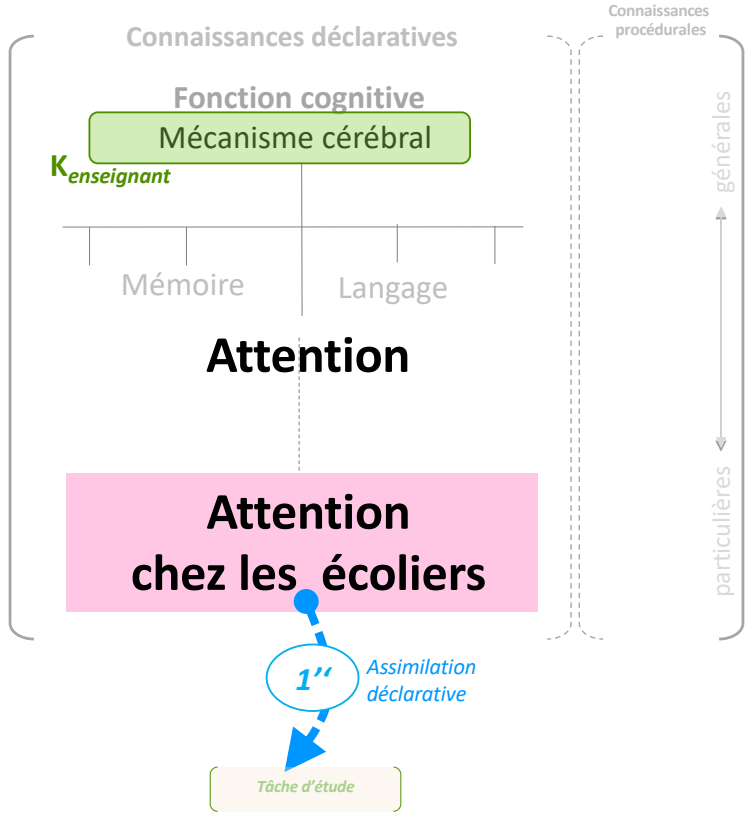 Connaissances déclaratives
Connaissances
procédurales
Fonction cognitive
Mécanisme cérébral
Kenseignant
générales
Mémoire
Langage
Attention
particulières
Attention
chez les écoliers
1’‘
Assimilation
déclarative
Tâche d’étude